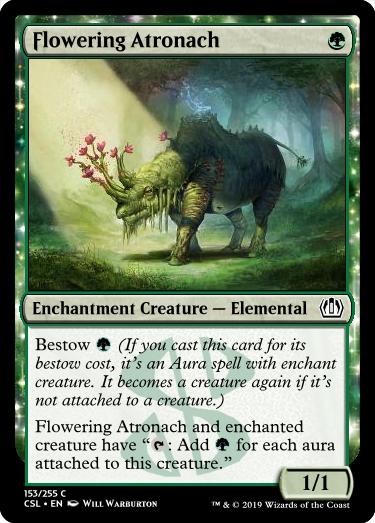 Flowering Atronach
Enchantment Creature — Elemental
Bestow (If you cast this card for its
bestow cost, it's an Aura spell with enchant
creature. It becomes a creature again if it's
not attached to a creature.)
Flowering Atronach and enchanted
creature have “: Add for each aura
attached to this creature.”
1/1
153/255 C
CSL • EN Will Warburton
™ & © 2019 Wizards of the Coast